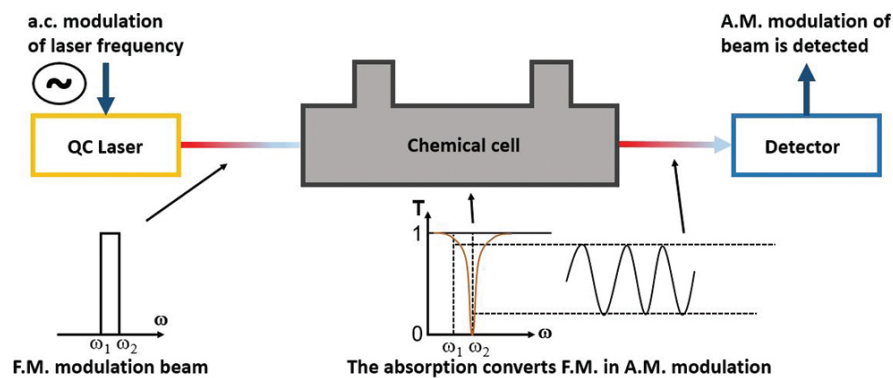 a.c. modulation
of laser frequency
~
QC Laser
Chemical cell
A.M. modulation of
beam is detected
Detector
ω
ω1 ω2
F.M. modulation beam
T
1
0
ω1 ω2
ω
The absorption converts F.M. in A.M. modulation